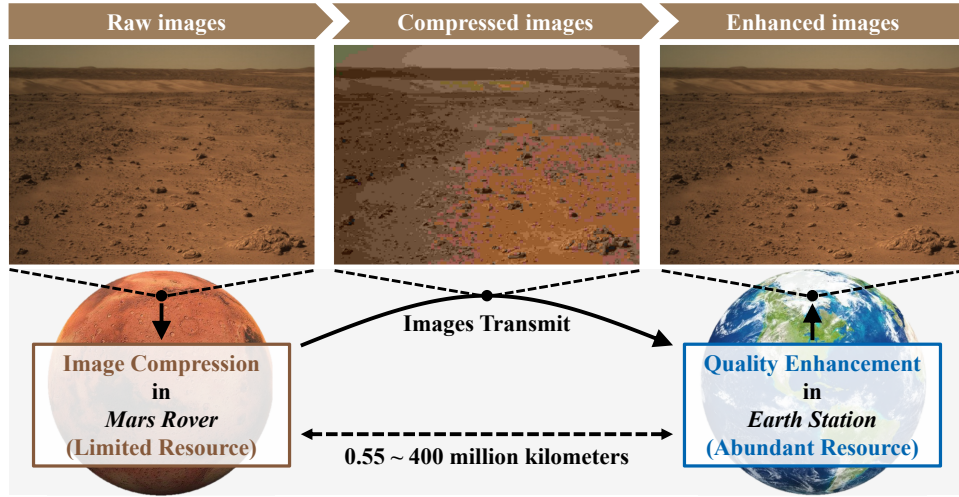 Raw images
Compressed images
Enhanced images
Images Transmit
Image Compression
in
Mars Rover
(Limited Resource)
Quality Enhancement
in
Earth Station
(Abundant Resource)
0.55 ~ 400 million kilometers